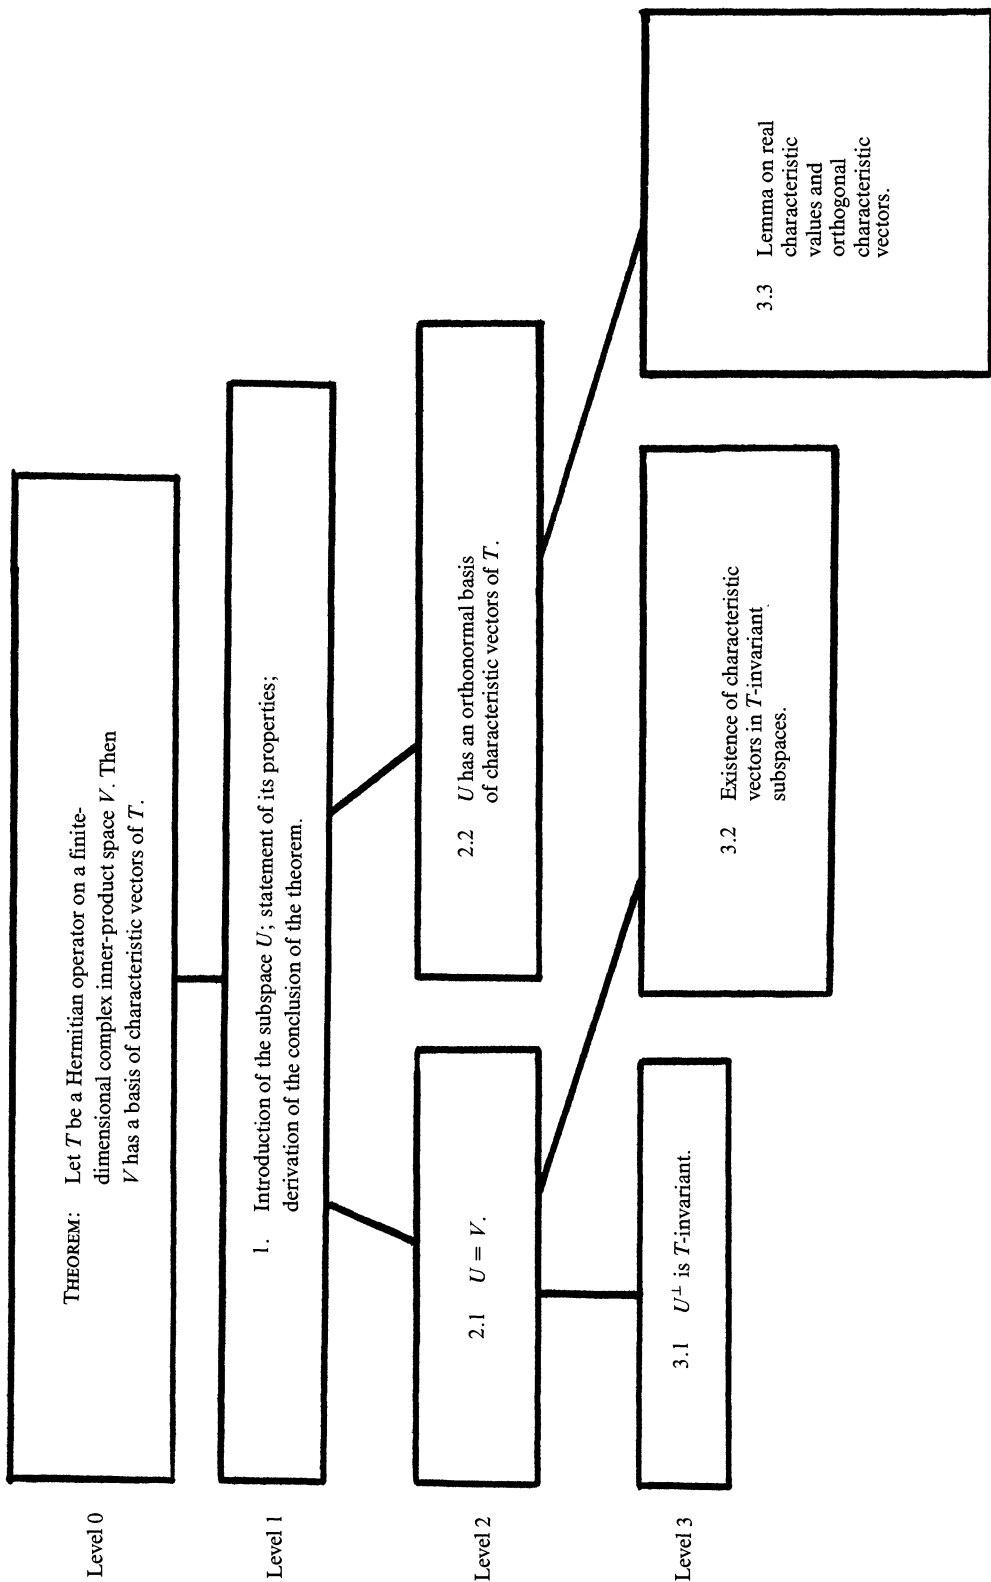 Level 0
THEOREM: Let T be a Hermitian operator on a finite-
dimensional complex inner-product space V. Then
V has a basis of characteristic vectors of T.
Level 1
1. Introduction of the subspace U; statement of its properties;
derivation of the conclusion of the theorem.
Level 2
2.1 U = V.
2.2 U has an orthonormal basis
of characteristic vectors of T.
Level 3
3.1 U⊥ is T-invariant.
3.2 Existence of characteristic
vectors in T-invariant
subspaces.
3.3 Lemma on real
characteristic
values and
orthogonal
characteristic
vectors.